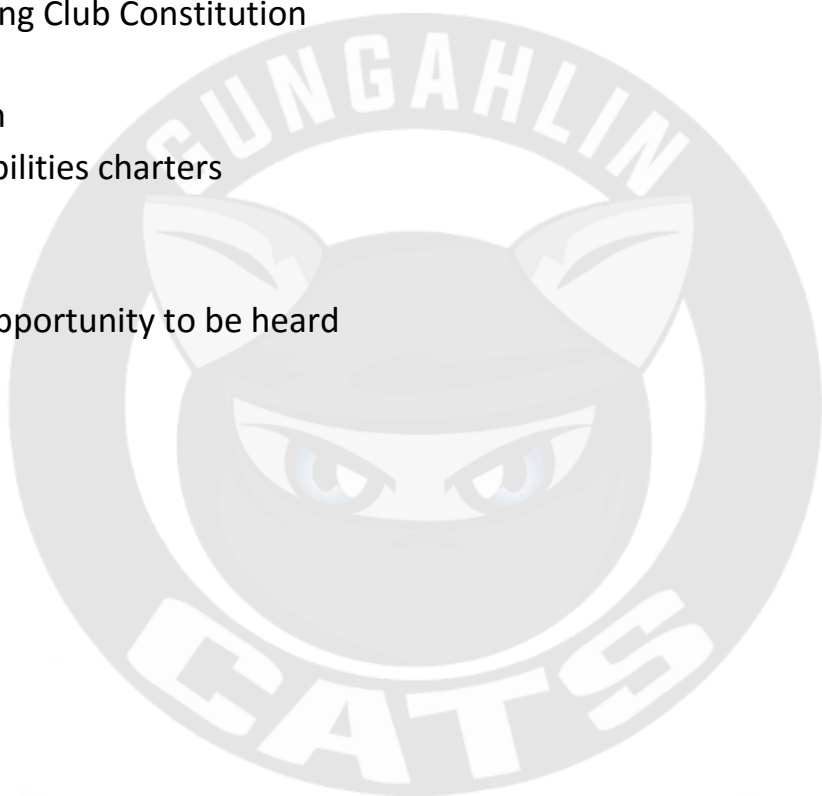 ng Club Constitution
n
bilities charters
pportunity to be heard
GUNGAHLIN
CATS